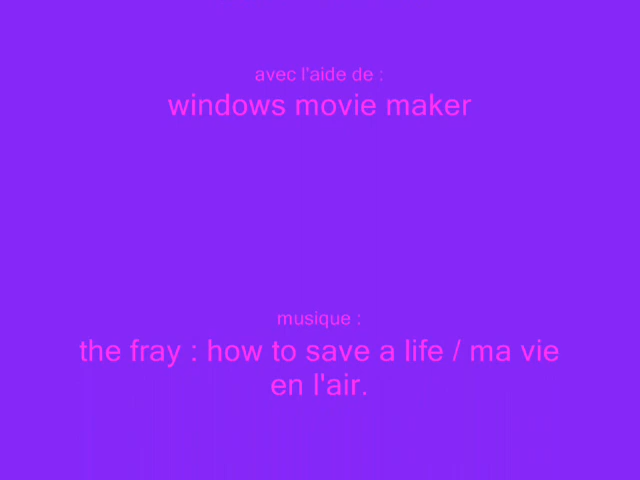 avec l'aide de :
windows movie maker
musique :
the fray : how to save a life / ma vie
en l'air.